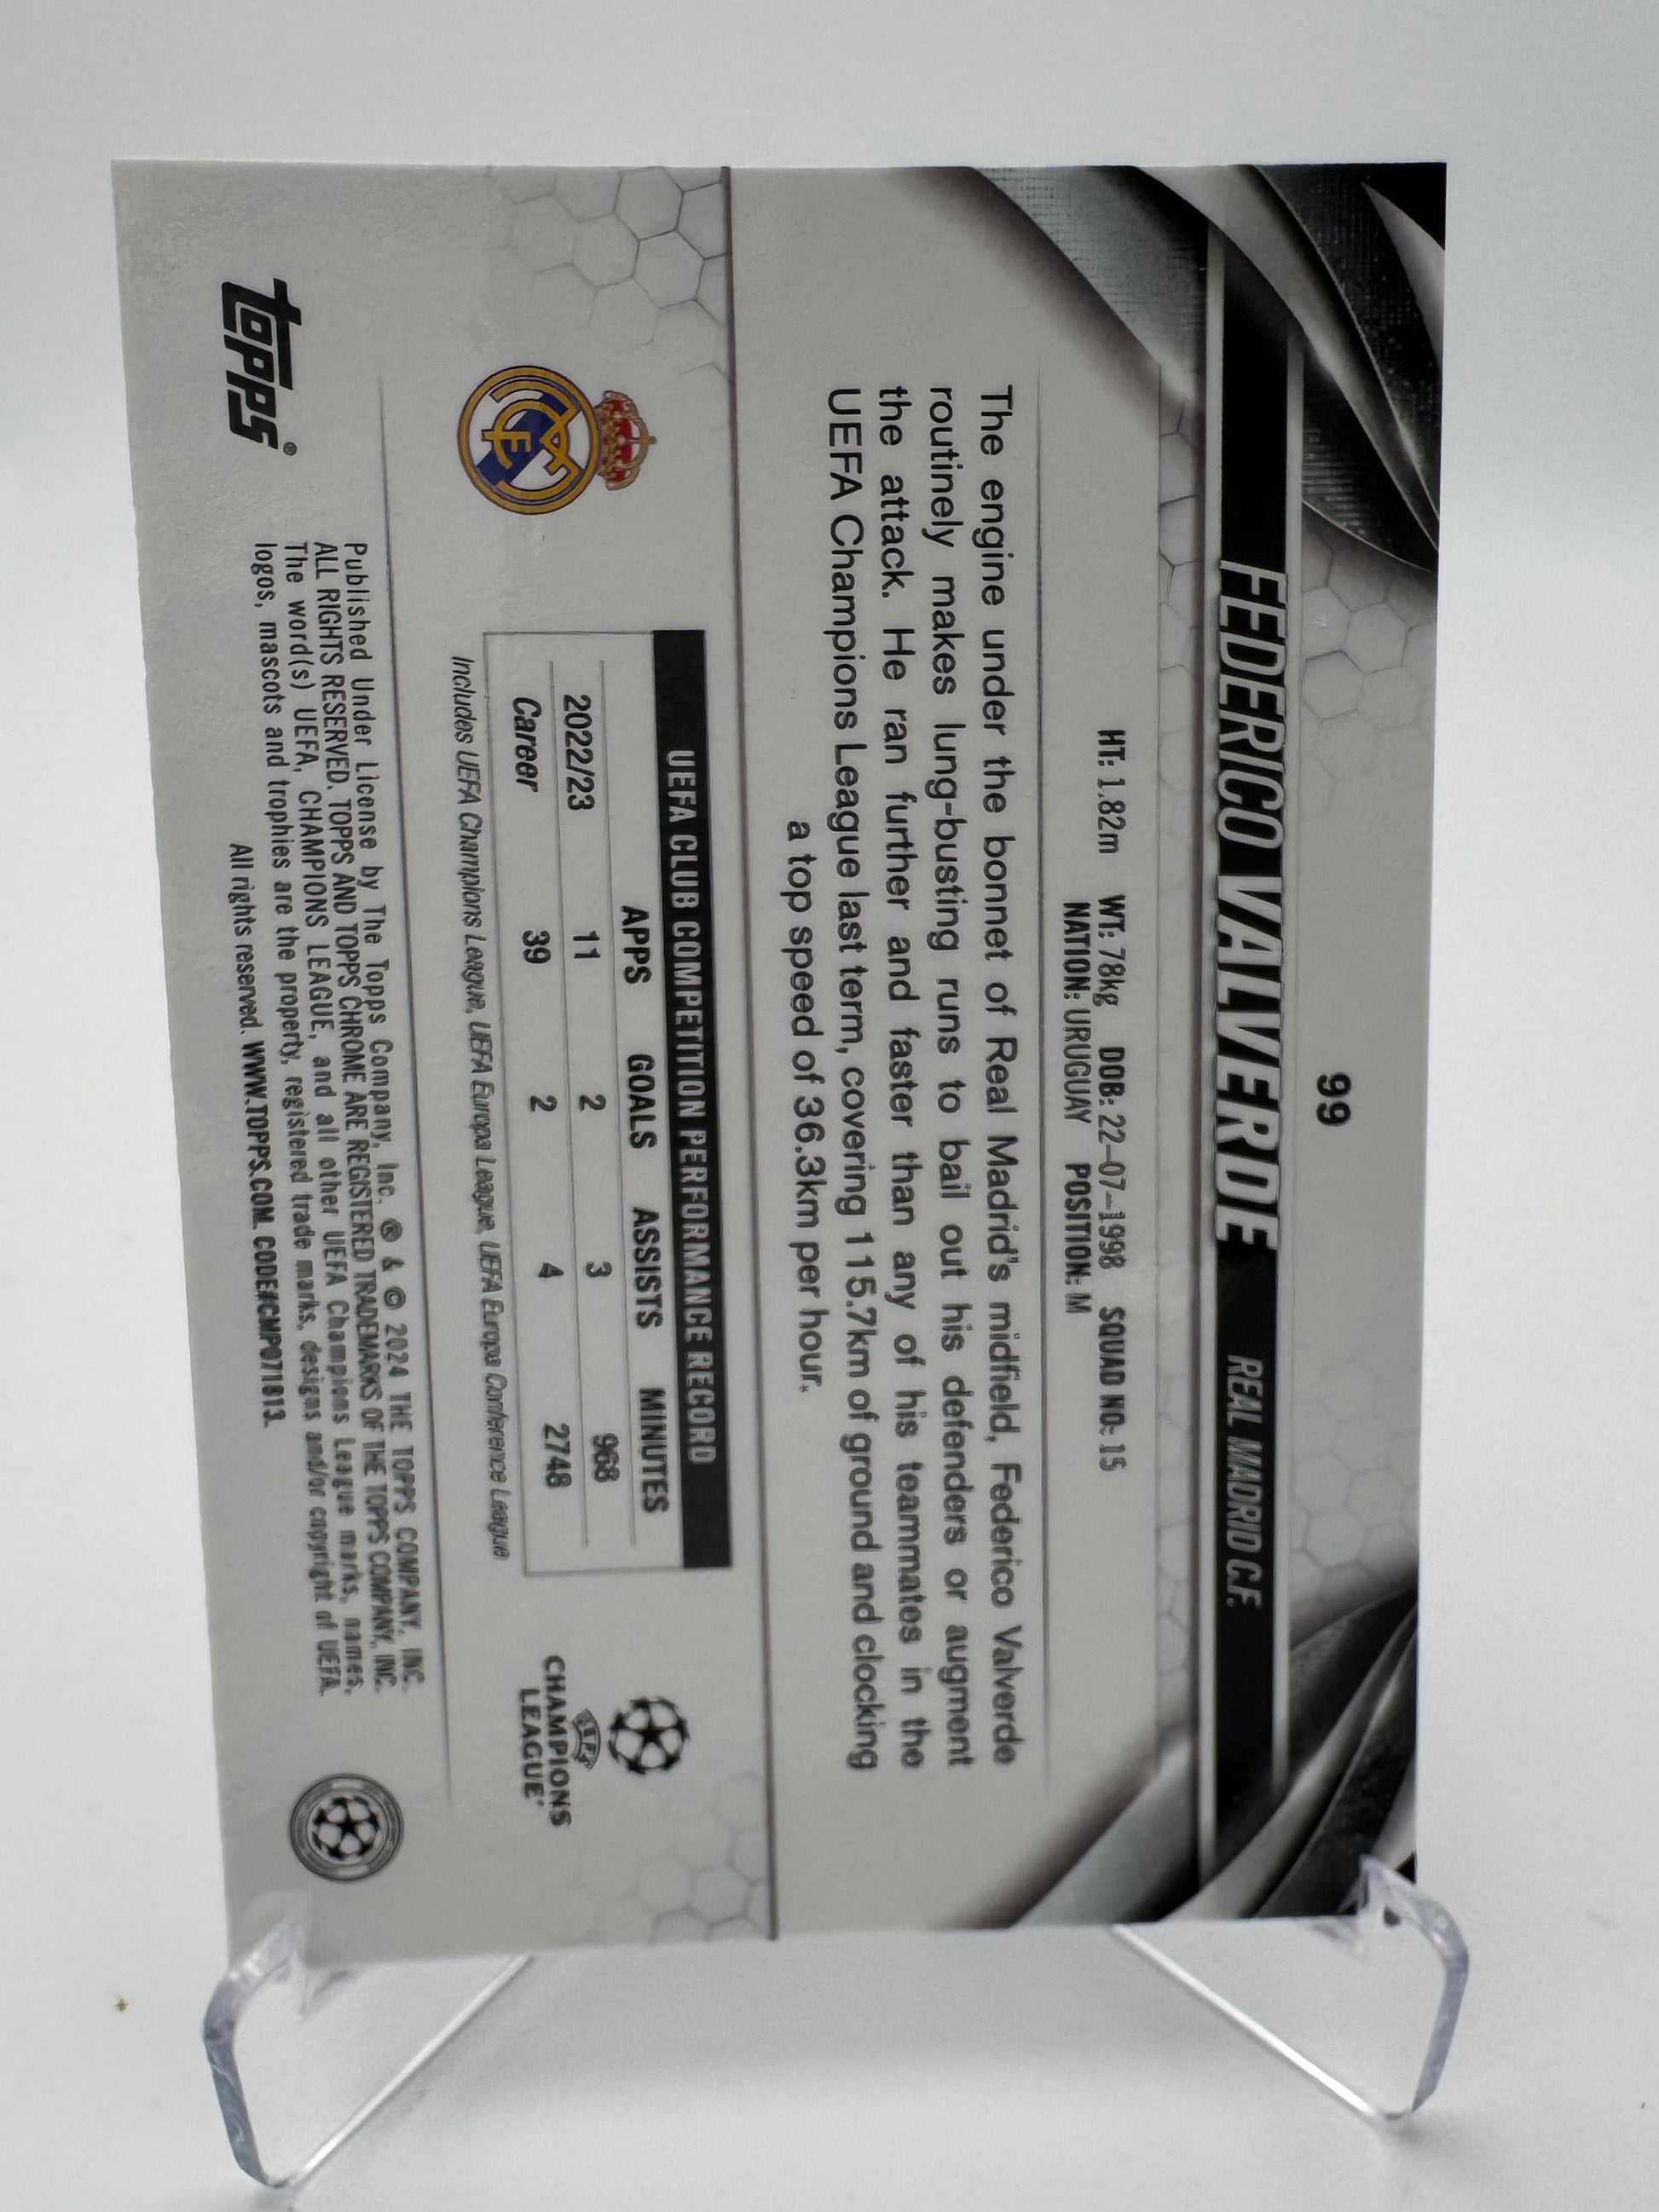 99
FEDERICO VALVERDE REAL MADRID C.F.
HT: 1.82m WT: 78kg DOB: 22-07-1998 SQUAD NO: 15
NATION: URUGUAY POSITION: M
The engine under the bonnet of Real Madrid's midfield, Federico Valverde
routinely makes lung-busting runs to bail out his defenders or augment
the attack. He ran further and faster than any of his teammates in the
UEFA Champions League last term, covering 115.7km of ground and clocking
a top speed of 36.3km per hour.
UEFA CLUB COMPETITION PERFORMANCE RECORD
APPS GOALS ASSISTS MINUTES
2022/23 11 2 3 968
Career 39 2 4 2748
Includes UEFA Champions League, UEFA Europa League, UEFA Europa Conference League
UEFA
CHAMPIONS
LEAGUE
topps®
Published Under License by The Topps Company, Inc. ® & © 2024 THE TOPPS COMPANY, INC.
ALL RIGHTS RESERVED. TOPPS AND TOPPS CHROME ARE REGISTERED TRADEMARKS OF THE TOPPS COMPANY, INC.
The word(s) UEFA, CHAMPIONS LEAGUE, and all other UEFA Champions League marks, names,
logos, mascots and trophies are the property, registered trade marks, designs and/or copyright of UEFA.
All rights reserved. WWW.TOPPS.COM. CODE#CMP071813.